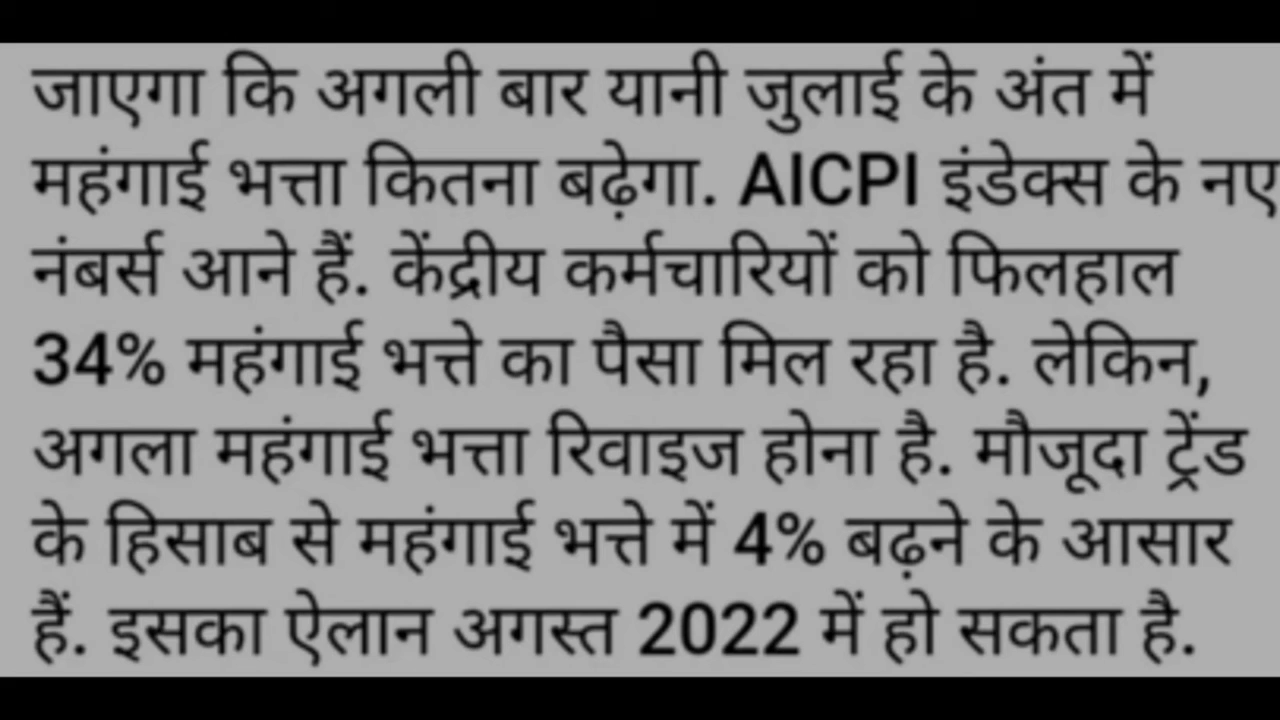 जाएगा कि अगली बार यानी जुलाई के अंत में
महंगाई भत्ता कितना बढ़ेगा. AICPI इंडेक्स के नए
नंबर्स आने हैं. केंद्रीय कर्मचारियों को फिलहाल
34% महंगाई भत्ते का पैसा मिल रहा है. लेकिन,
अगला महंगाई भत्ता रिवाइज होना है. मौजूदा ट्रेंड
के हिसाब से महंगाई भत्ते में 4% बढ़ने के आसार
हैं. इसका ऐलान अगस्त 2022 में हो सकता है.